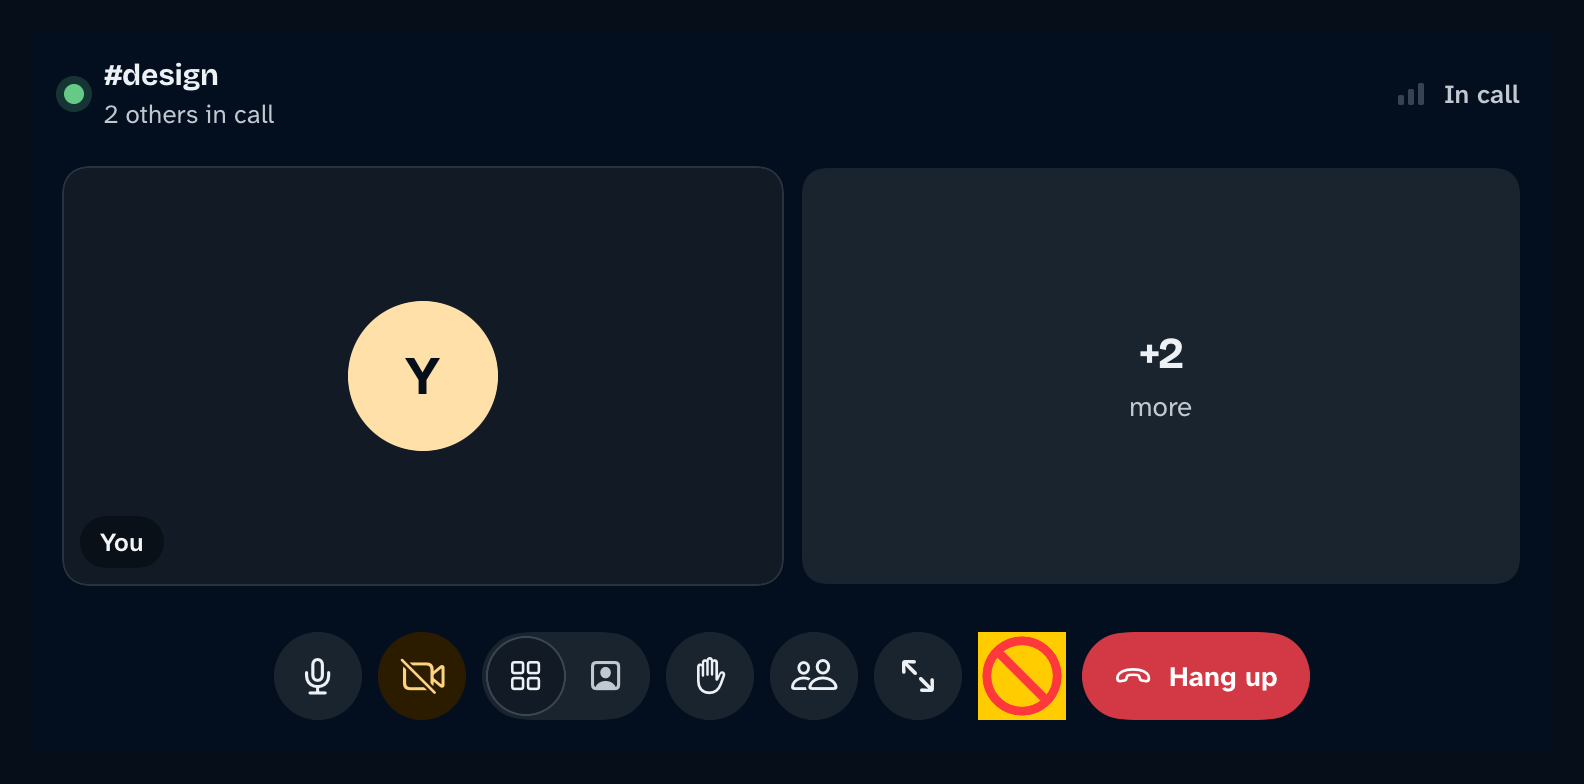 #design
2 others in call
In call
Y
You
+2
more
Hang up